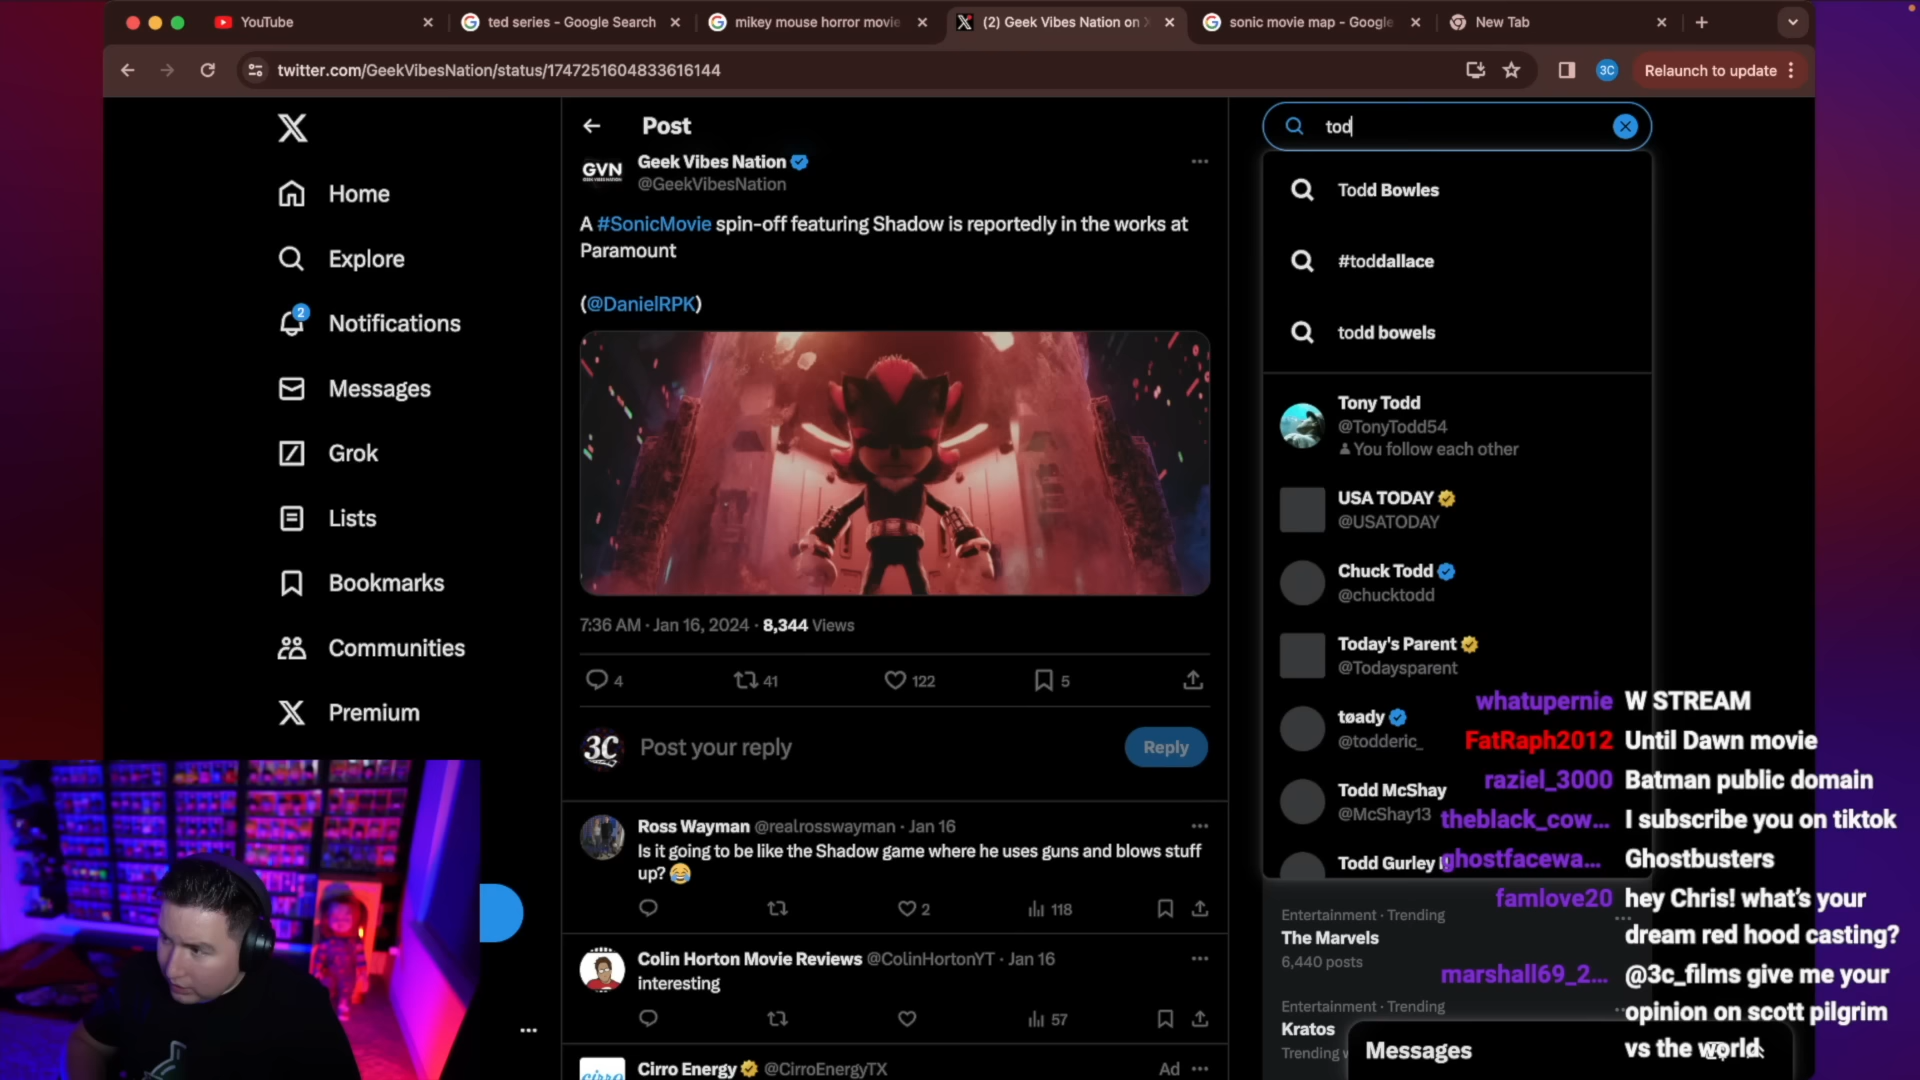 YouTube
ted series - Google Search
mikey mouse horror movie
(2) Geek Vibes Nation on X
sonic movie map - Google
New Tab
twitter.com/GeekVibesNation/status/1747251604833616144
3C
Relaunch to update
Home
Explore
2
Notifications
Messages
Grok
Lists
Bookmarks
Communities
Premium
Post
GVN
Geek Vibes Nation
@GeekVibesNation
A #SonicMovie spin-off featuring Shadow is reportedly in the works at
Paramount
(@DanielRPK)
7:36 AM · Jan 16, 2024 · 8,344 Views
4
41
122
5
3C
Post your reply
Reply
Ross Wayman @realrosswayman · Jan 16
Is it going to be like the Shadow game where he uses guns and blows stuff
up? 😂
2
118
Colin Horton Movie Reviews @ColinHortonYT · Jan 16
interesting
57
cirro
Cirro Energy @CirroEnergyTX
Ad
tod
Todd Bowles
#toddallace
todd bowels
Tony Todd
@TonyTodd54
You follow each other
USA TODAY
@USATODAY
Chuck Todd
@chucktodd
Today's Parent
@Todaysparent
tøady
@todderic_
Todd McShay
@McShay13
Todd Gurley
Entertainment · Trending
The Marvels
6,440 posts
Entertainment · Trending
Kratos
Trending
Messages
whatupernie W STREAM
FatRaph2012 Until Dawn movie
raziel_3000 Batman public domain
theblack_cow... I subscribe you on tiktok
ghostfacewa... Ghostbusters
famlove20 hey Chris! what's your
dream red hood casting?
marshall69_2... @3c_films give me your
opinion on scott pilgrim
vs the world